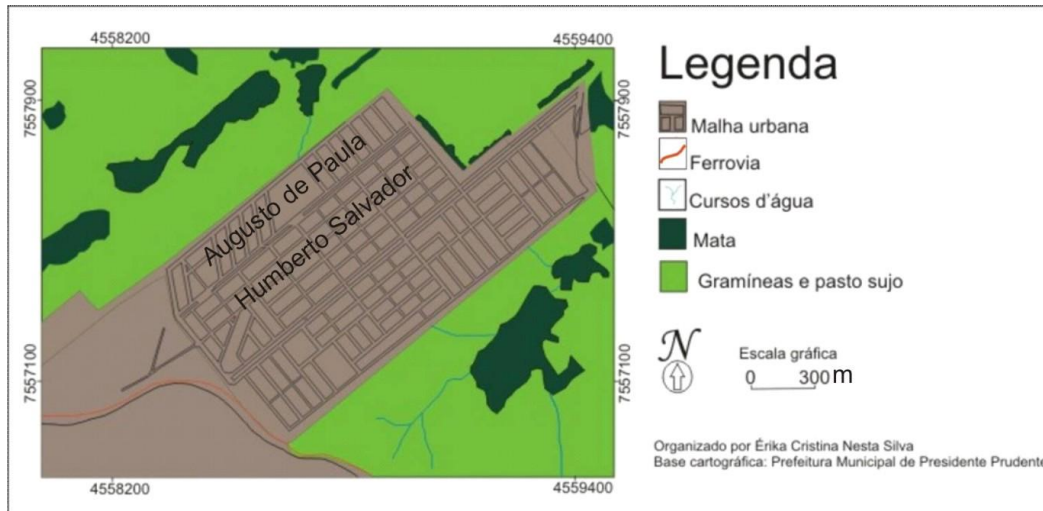 4558200
4559400
7557900
7557900
Augusto de Paula
Humberto Salvador
7557100
7557100
4558200
4559400
Legenda
Malha urbana
Ferrovia
Cursos d'água
Mata
Gramíneas e pasto sujo
N
Escala gráfica
0 300 m
Organizado por Érika Cristina Nesta Silva
Base cartográfica: Prefeitura Municipal de Presidente Prudente